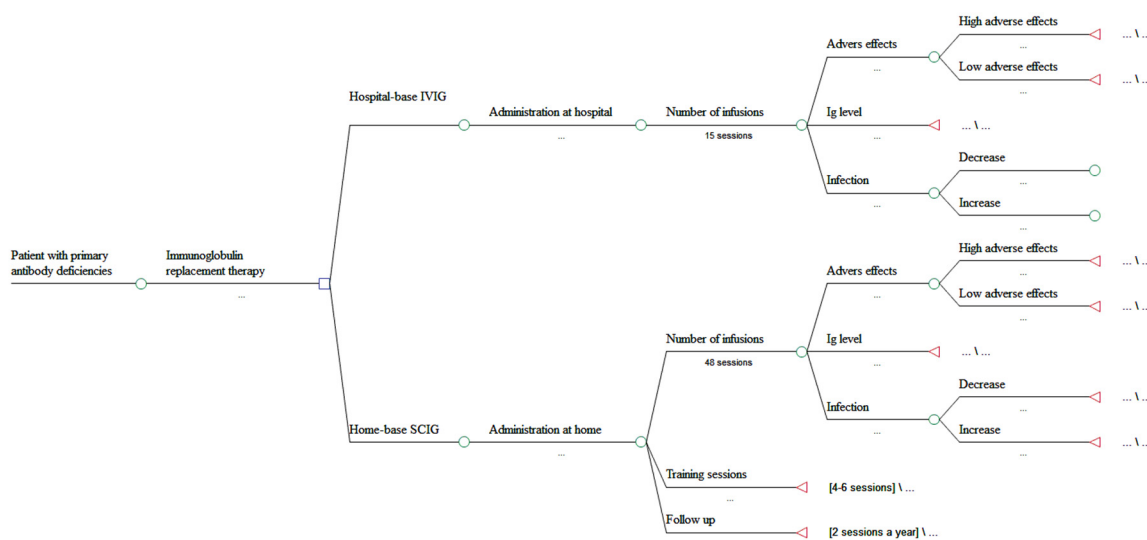 High adverse effects
... \ ...
Advers effects
...
...
Low adverse effects
... \ ...
...
Hospital-base IVIG
Administration at hospital
...
Number of infusions
15 sessions
Ig level
... \ ...
...
Decrease
...
Infection
...
Increase
...
Patient with primary
antibody deficiencies
Immunoglobulin
replacement therapy
...
High adverse effects
... \ ...
Advers effects
...
...
Low adverse effects
... \ ...
...
Number of infusions
48 sessions
Ig level
... \ ...
...
Decrease
... \ ...
...
Infection
...
Increase
... \ ...
...
Home-base SCIG
Administration at home
...
Training sessions
[4-6 sessions] \ ...
...
Follow up
[2 sessions a year] \ ...